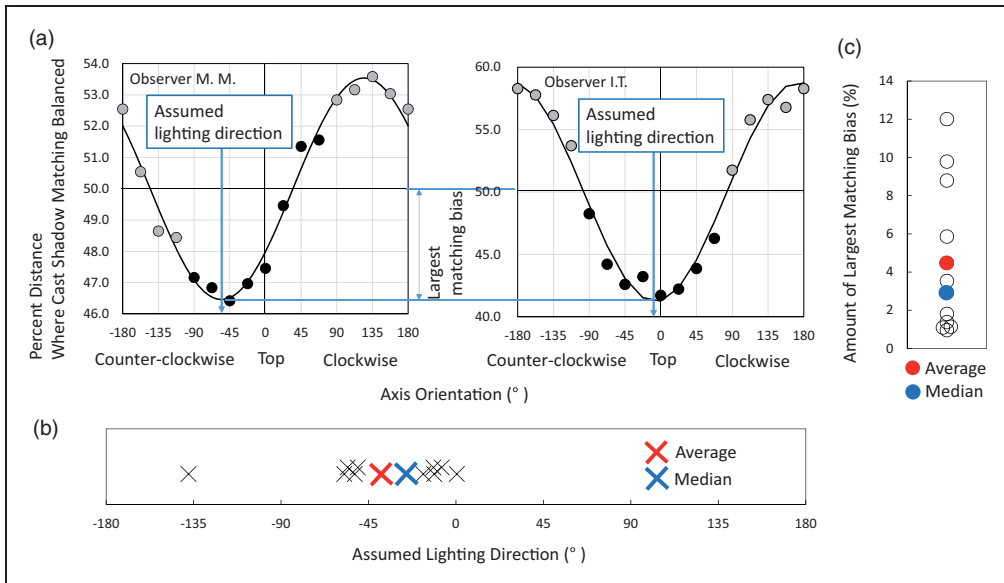 (a)
Percent Distance
Where Cast Shadow Matching Balanced
54.0
53.0
52.0
51.0
50.0
49.0
48.0
47.0
46.0
Observer M. M.
Assumed
lighting direction
-180 -135 -90 -45 0 45 90 135 180
Counter-clockwise Top Clockwise
Largest
matching bias
60.0
55.0
50.0
45.0
40.0
Observer I.T.
Assumed
lighting direction
-180 -135 -90 -45 0 45 90 135 180
Counter-clockwise Top Clockwise
Axis Orientation (° )
(b)
Average
Median
-180 -135 -90 -45 0 45 90 135 180
Assumed Lighting Direction (° )
(c)
Amount of Largest Matching Bias (%)
14
12
10
8
6
4
2
0
Average
Median